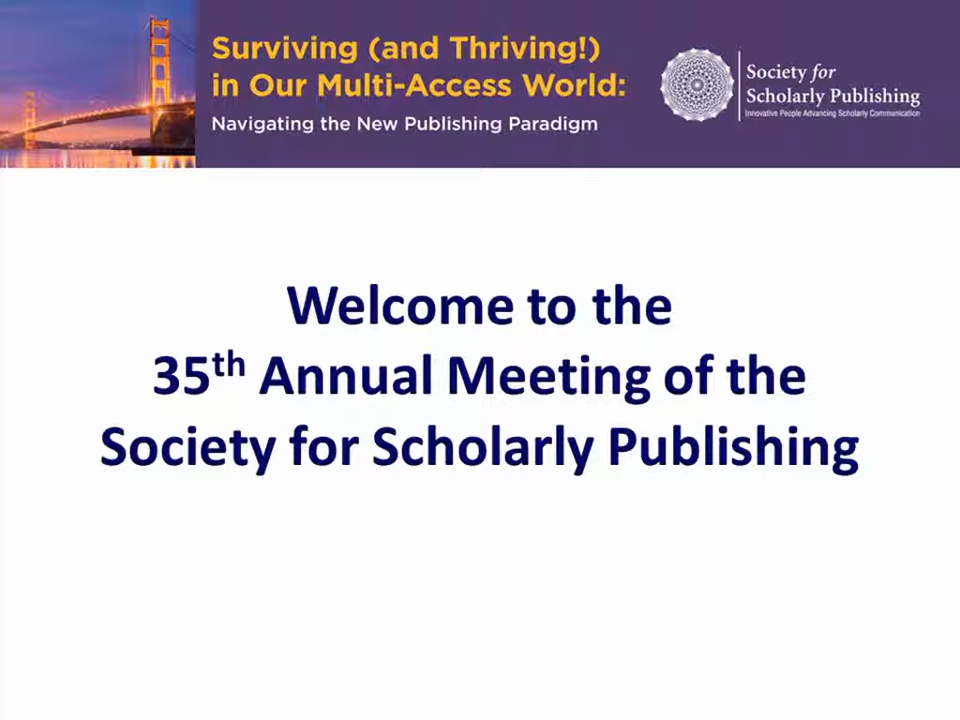 Surviving (and Thriving!)
in Our Multi-Access World:
Navigating the New Publishing Paradigm
Society for
Scholarly Publishing
Innovative People Advancing Scholarly Communication
Welcome to the
35th Annual Meeting of the
Society for Scholarly Publishing